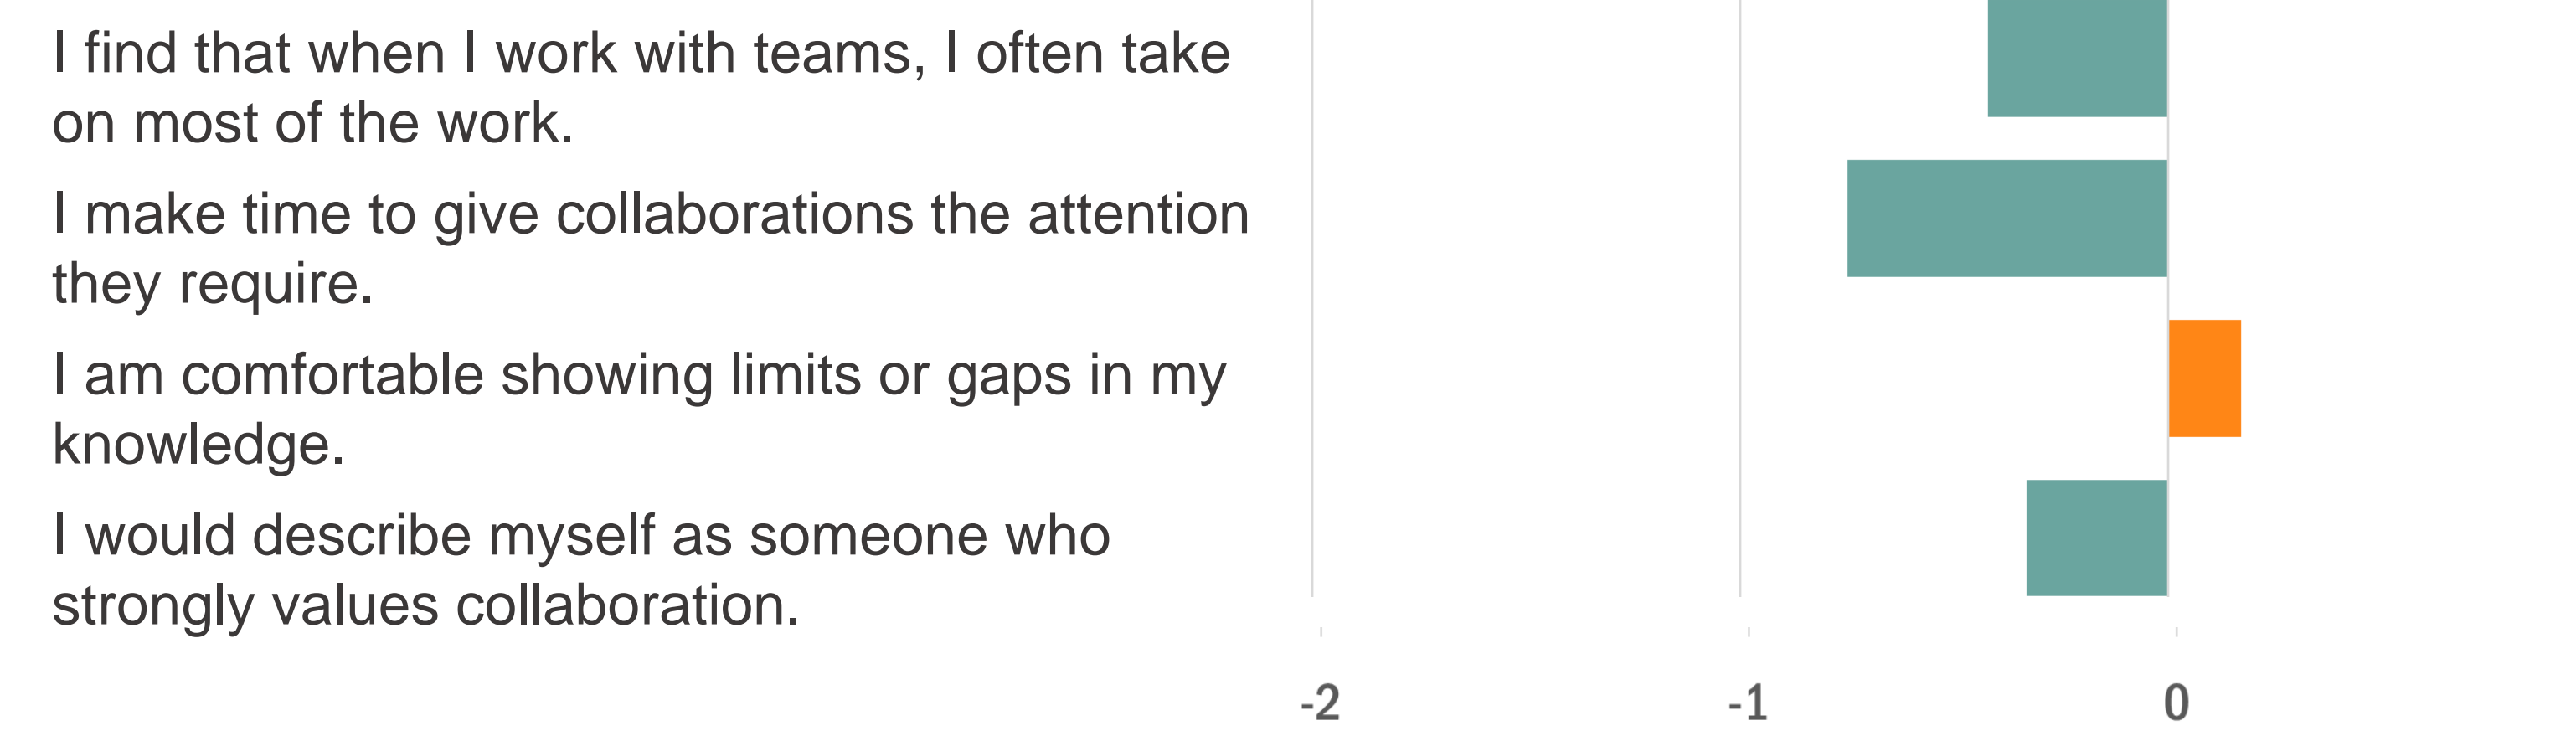 I find that when I work with teams, I often take
on most of the work.
I make time to give collaborations the attention
they require.
I am comfortable showing limits or gaps in my
knowledge.
I would describe myself as someone who
strongly values collaboration.
-2 -1 0